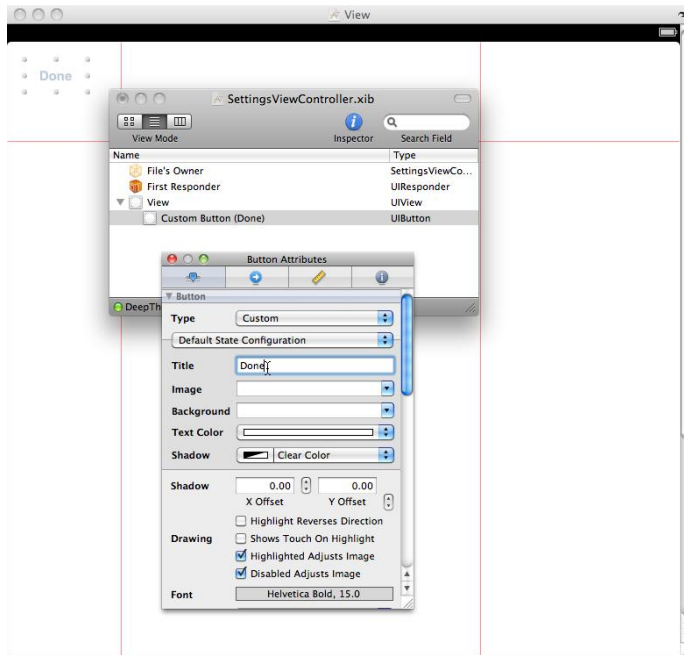 View
Done
SettingsViewController.xib
View Mode
Inspector
Search Field
Name
Type
File's Owner
SettingsViewCo...
First Responder
UIResponder
View
UIView
Custom Button (Done)
UIButton
DeepTh
Button Attributes
Button
Type
Custom
Default State Configuration
Title
Done
Image
Background
Text Color
Shadow
Clear Color
Shadow
0.00
0.00
X Offset
Y Offset
Highlight Reverses Direction
Drawing
Shows Touch On Highlight
Highlighted Adjusts Image
Disabled Adjusts Image
Font
Helvetica Bold, 15.0